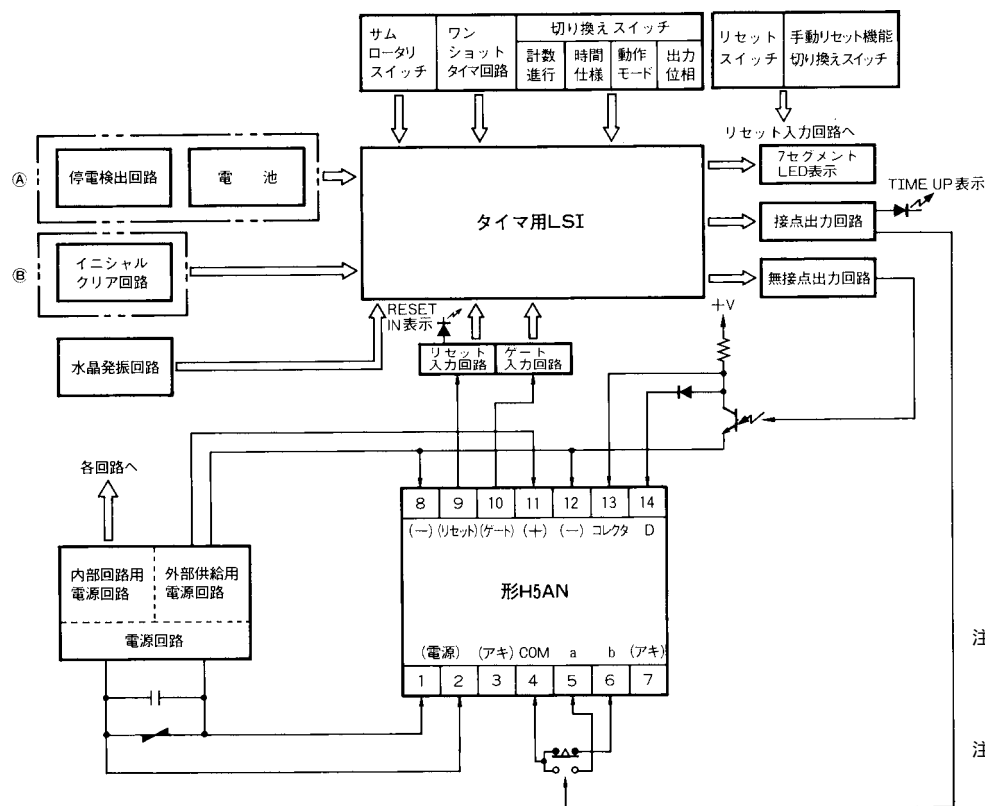 サム
ロータリ
スイッチ
ワン
ショット
タイマ回路
切り換えスイッチ
計数
進行
時間
仕様
動作
モード
出力
位相
リセット
スイッチ
手動リセット機能
切り換えスイッチ
リセット入力回路へ
Ⓐ
停電検出回路
電 池
タイマ用LSI
7セグメント
LED表示
TIME UP表示
接点出力回路
Ⓑ
イニシャル
クリア回路
無接点出力回路
RESET
IN表示
+V
水晶発振回路
リセット
入力回路
ゲート
入力回路
各回路へ
8 9 10 11 12 13 14
(−) (リセット) (ゲート) (+) (−) コレクタ D
内部回路用
電源回路
外部供給用
電源回路
電源回路
形H5AN
(電源) (アキ) COM a b (アキ)
1 2 3 4 5 6 7
注
注